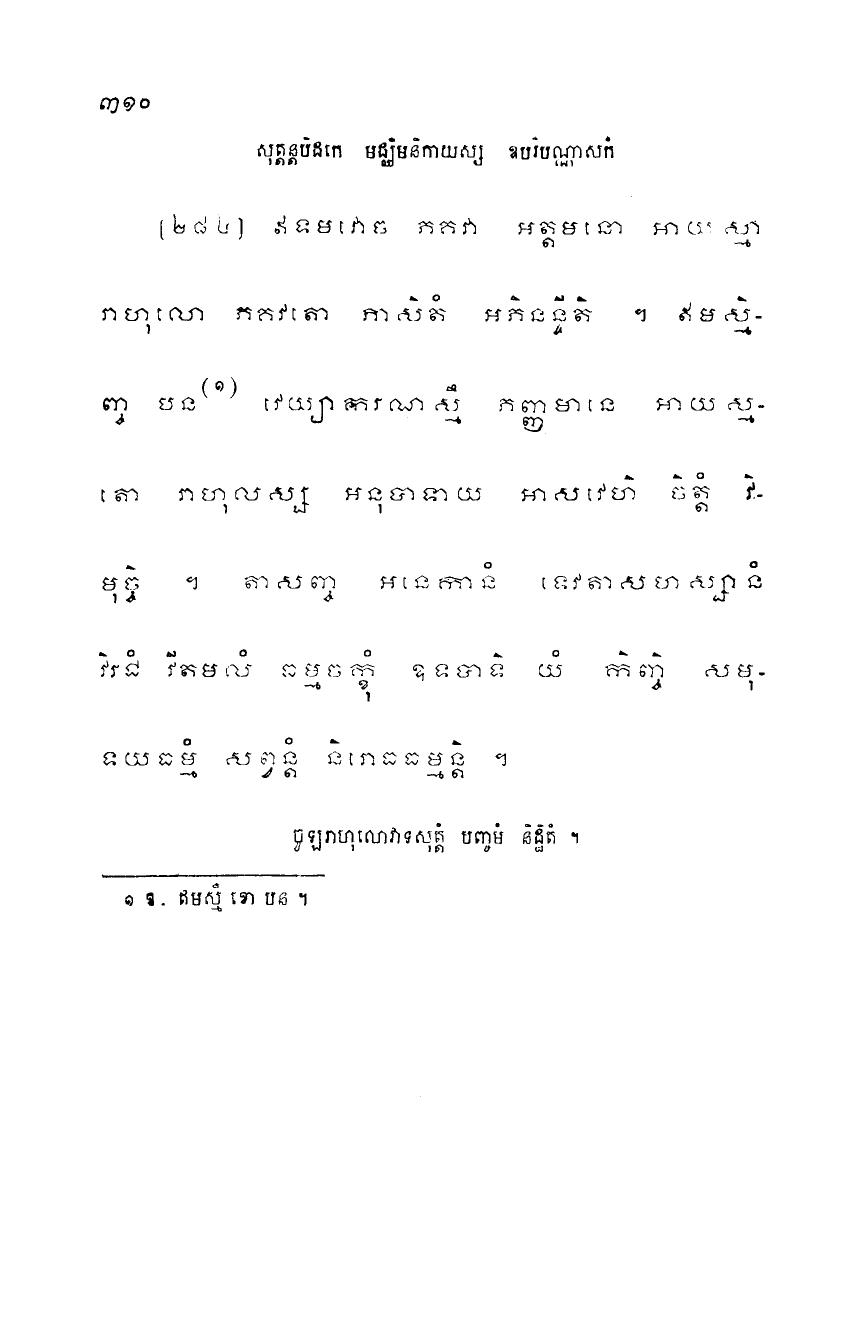 ៣១០
សុត្តន្តបិដកេ មជ្ឈិមនិកាយស្ស ឧបរិបណ្ណាសកំ
[២៨៤] ឥទមវោច ភគវា អត្តមនោ អាយស្មា
រាហុលោ ភគវតោ ភាសិតំ អភិនន្ទីតិ ។ ឥមស្មិ-
ញ្ច បន(១) វេយ្យាករណស្មឹ ភញ្ញមានេ អាយស្ម-
តោ រាហុលស្ស អនុបាទាយ អាសវេហិ ចិត្តំ វិ-
មុច្ចិ ។ តាសញ្ច អនេកានំ ទេវតាសហស្សានំ
វិរជំ វីតមលំ ធម្មចក្ខុំ ឧទបាទិ យំ កិញ្ចិ សមុ-
ទយធម្មំ សព្វន្តំ និរោធធម្មន្តិ ។
ចូឡរាហុលោវាទសុត្តំ បញ្ចមំ និដ្ឋិតំ ។
១ ឱ. ឥមស្មឹ ខោ បន ។